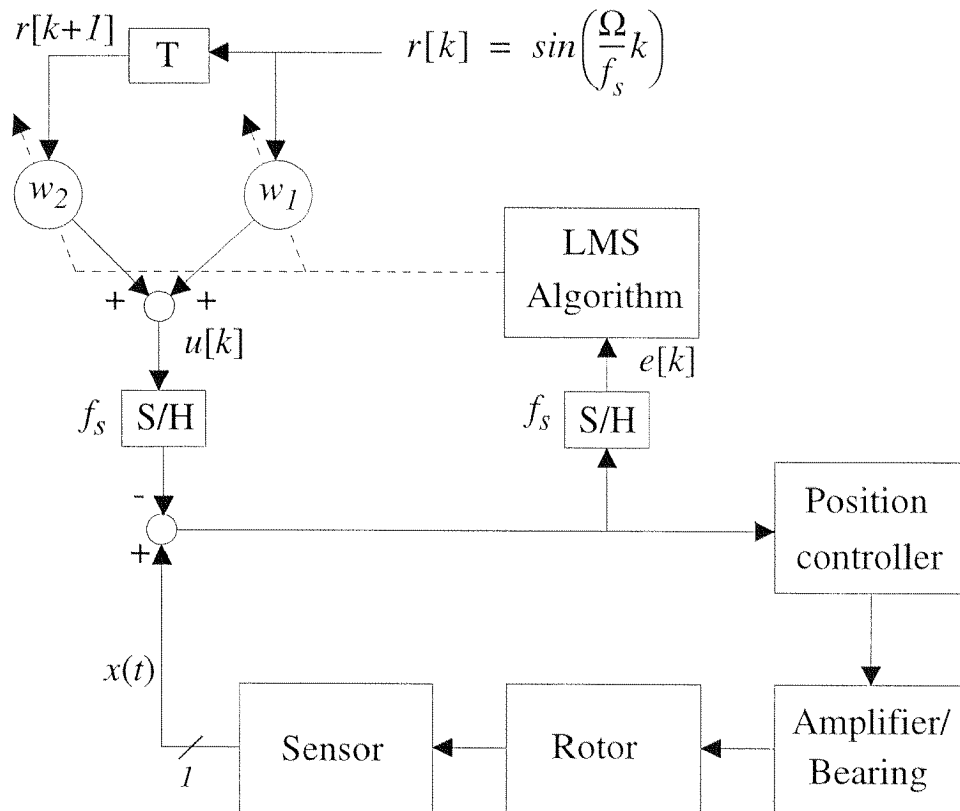 r[k+1]
T
r[k] = sin(Ω/f_s k)
w_2
w_1
LMS
Algorithm
+
+
u[k]
e[k]
f_s
S/H
f_s
S/H
-
+
Position
controller
x(t)
1
Sensor
Rotor
Amplifier/
Bearing